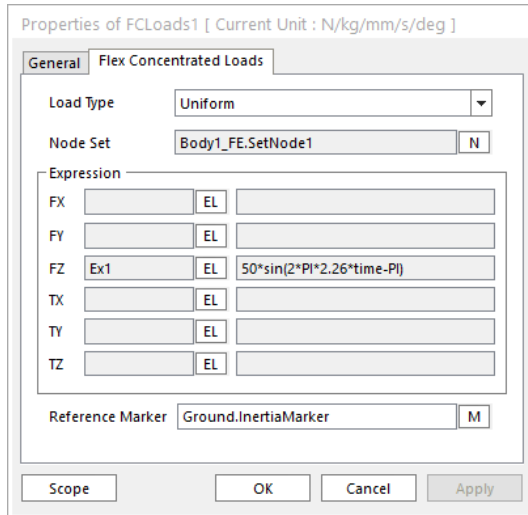 Properties of FCLoads1 [ Current Unit : N/kg/mm/s/deg ]
General Flex Concentrated Loads
Load Type Uniform
Node Set Body1_FE.SetNode1 N
Expression
FX EL
FY EL
FZ Ex1 EL 50*sin(2*PI*2.26*time-PI)
TX EL
TY EL
TZ EL
Reference Marker Ground.InertiaMarker M
Scope OK Cancel Apply